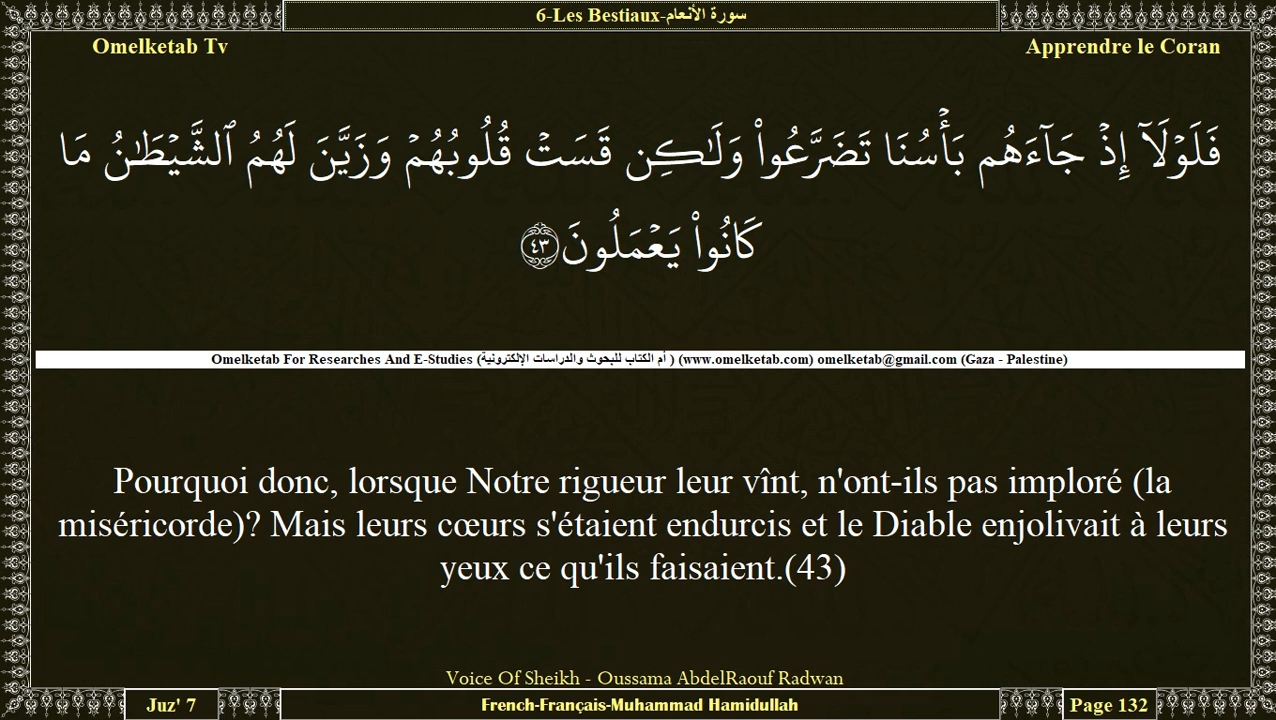 6-Les Bestiaux-سورة الأنعام
Omelketab Tv
Apprendre le Coran
فَلَوۡلَآ إِذۡ جَآءَهُم بَأۡسُنَا تَضَرَّعُواْ وَلَٰكِن قَسَتۡ قُلُوبُهُمۡ وَزَيَّنَ لَهُمُ ٱلشَّيۡطَٰنُ مَا
كَانُواْ يَعۡمَلُونَ ٤٣
Omelketab For Researches And E-Studies (أم الكتاب للبحوث والدراسات الإلكترونية ) (www.omelketab.com) omelketab@gmail.com (Gaza - Palestine)
Pourquoi donc, lorsque Notre rigueur leur vînt, n'ont-ils pas imploré (la
miséricorde)? Mais leurs cœurs s'étaient endurcis et le Diable enjolivait à leurs
yeux ce qu'ils faisaient.(43)
Voice Of Sheikh - Oussama AbdelRaouf Radwan
Juz' 7
French-Français-Muhammad Hamidullah
Page 132